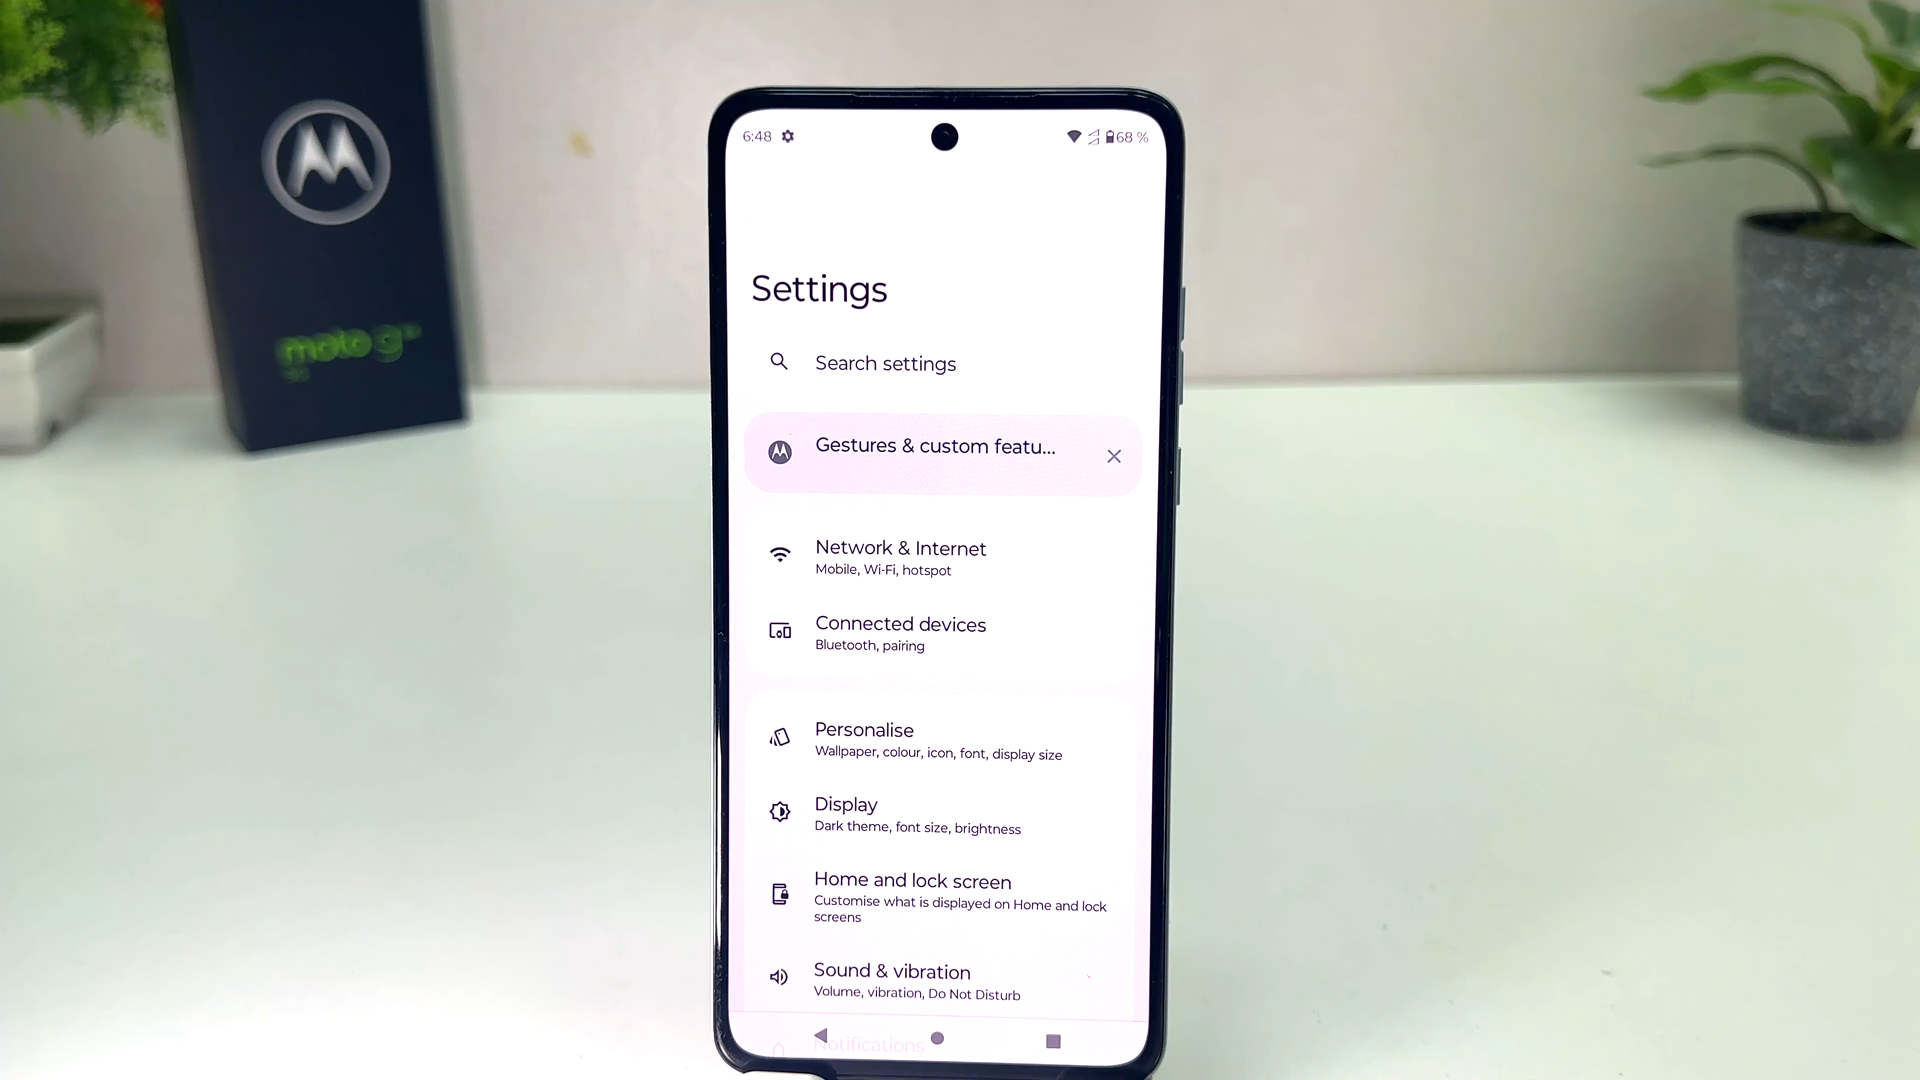 moto g
6:48
68 %
Settings
Search settings
Gestures & custom featu...
Network & Internet
Mobile, Wi-Fi, hotspot
Connected devices
Bluetooth, pairing
Personalise
Wallpaper, colour, icon, font, display size
Display
Dark theme, font size, brightness
Home and lock screen
Customise what is displayed on Home and lock
screens
Sound & vibration
Volume, vibration, Do Not Disturb
Notifications